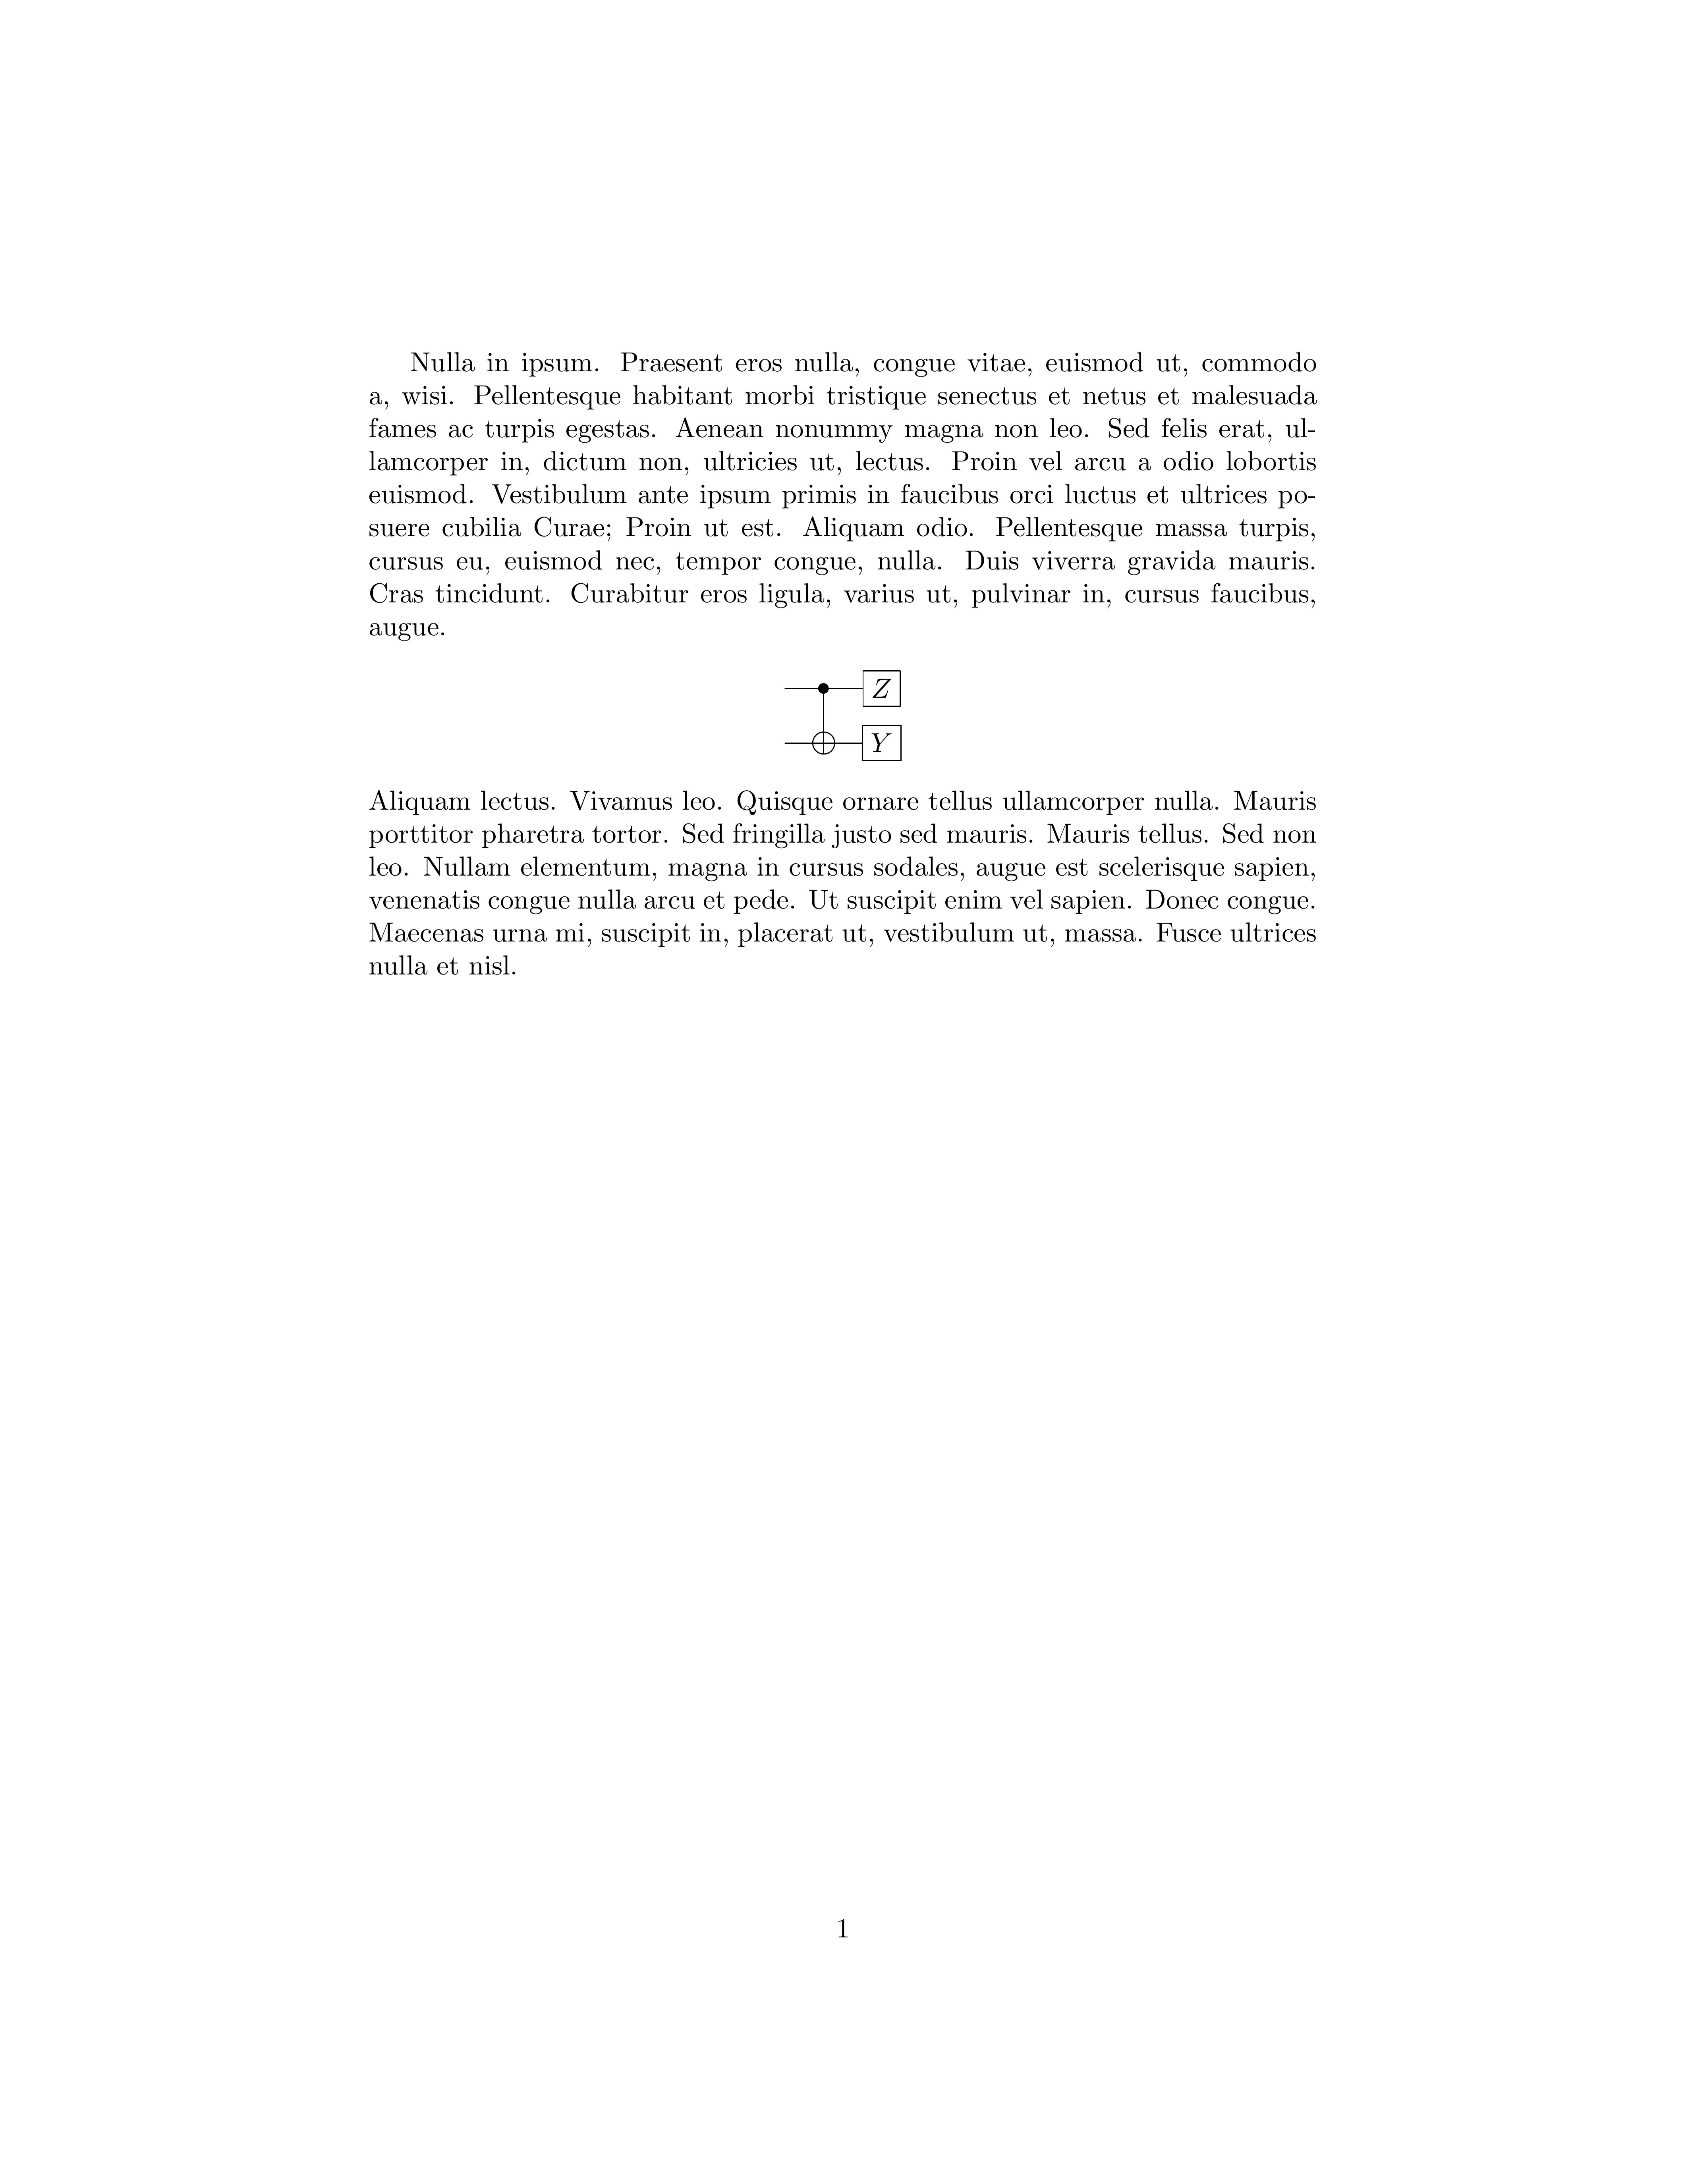 Nulla in ipsum. Praesent eros nulla, congue vitae, euismod ut, commodo
a, wisi. Pellentesque habitant morbi tristique senectus et netus et malesuada
fames ac turpis egestas. Aenean nonummy magna non leo. Sed felis erat, ul-
lamcorper in, dictum non, ultricies ut, lectus. Proin vel arcu a odio lobortis
euismod. Vestibulum ante ipsum primis in faucibus orci luctus et ultrices po-
suere cubilia Curae; Proin ut est. Aliquam odio. Pellentesque massa turpis,
cursus eu, euismod nec, tempor congue, nulla. Duis viverra gravida mauris.
Cras tincidunt. Curabitur eros ligula, varius ut, pulvinar in, cursus faucibus,
augue.
Z
Y
Aliquam lectus. Vivamus leo. Quisque ornare tellus ullamcorper nulla. Mauris
porttitor pharetra tortor. Sed fringilla justo sed mauris. Mauris tellus. Sed non
leo. Nullam elementum, magna in cursus sodales, augue est scelerisque sapien,
venenatis congue nulla arcu et pede. Ut suscipit enim vel sapien. Donec congue.
Maecenas urna mi, suscipit in, placerat ut, vestibulum ut, massa. Fusce ultrices
nulla et nisl.
1